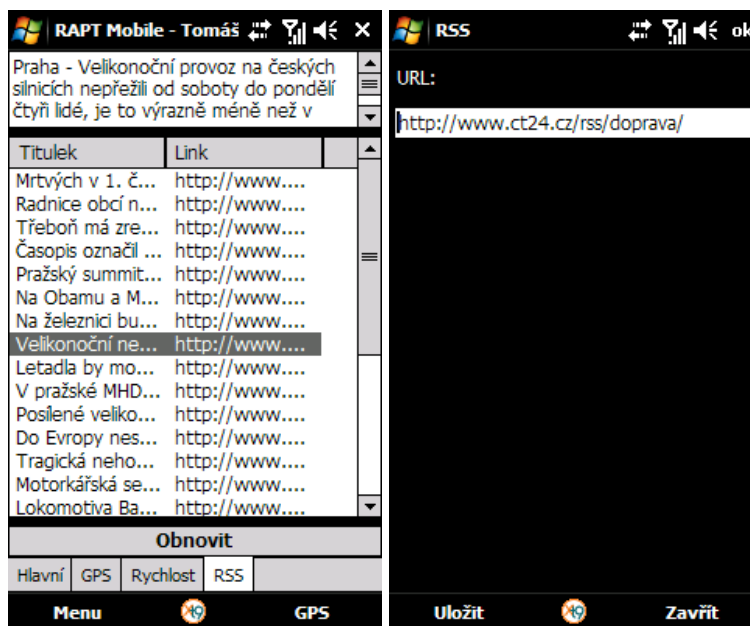 RAPT Mobile - Tomáš
Praha - Velikonoční provoz na českých
silnicích nepřežili od soboty do pondělí
čtyři lidé, je to výrazně méně než v
Titulek Link
Mrtvých v 1. č... http://www....
Radnice obcí n... http://www....
Třeboň má zre... http://www....
Časopis označil ... http://www....
Pražský summit... http://www....
Na Obamu a M... http://www....
Na železnici bu... http://www....
Velikonoční ne... http://www....
Letadla by mo... http://www....
V pražské MHD... http://www....
Posílené veliko... http://www....
Do Evropy nes... http://www....
Tragická neho... http://www....
Motorkářská se... http://www....
Lokomotiva Ba... http://www....
Obnovit
Hlavní GPS Rychlost RSS
Menu GPS
RSS ok
URL:
http://www.ct24.cz/rss/doprava/
Uložit Zavřít